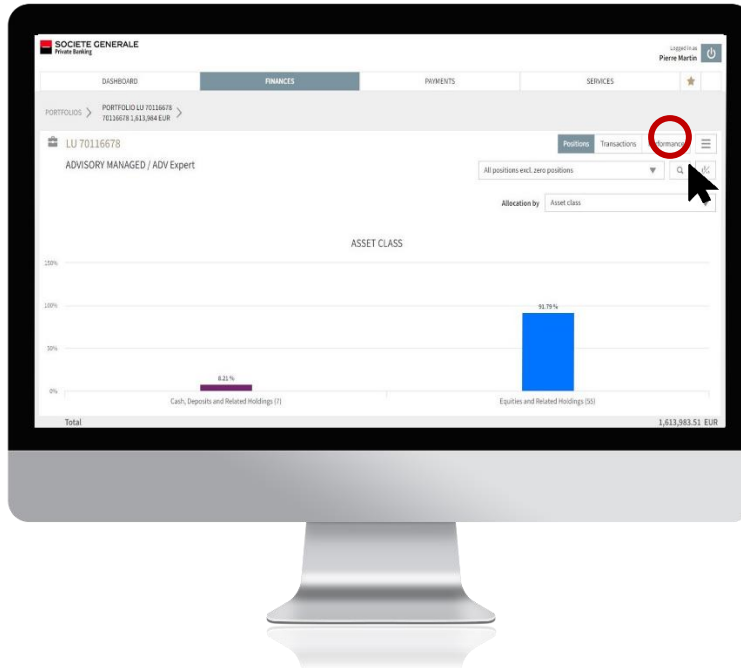 SOCIETE GENERALE
Private Banking
Logged in as
Pierre Martin
DASHBOARD
FINANCES
PAYMENTS
SERVICES
PORTFOLIOS
PORTFOLIO LU 70116678
70116678 1,613,984 EUR
LU 70116678
Positions
Transactions
Performance
ADVISORY MANAGED / ADV Expert
All positions excl. zero positions
Allocation by
Asset class
ASSET CLASS
150%
100%
91.79 %
50%
8.21 %
0%
Cash, Deposits and Related Holdings (7)
Equities and Related Holdings (55)
Total
1,613,983.51 EUR